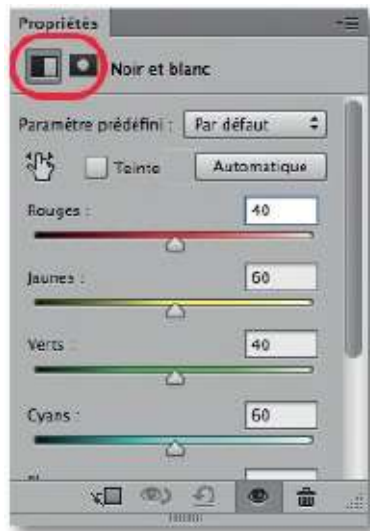 Propriétés
Noir et blanc
Paramètre prédéfini : Par défaut
Teinte Automatique
Rouges : 40
Jaunes : 60
Verts : 40
Cyans : 60